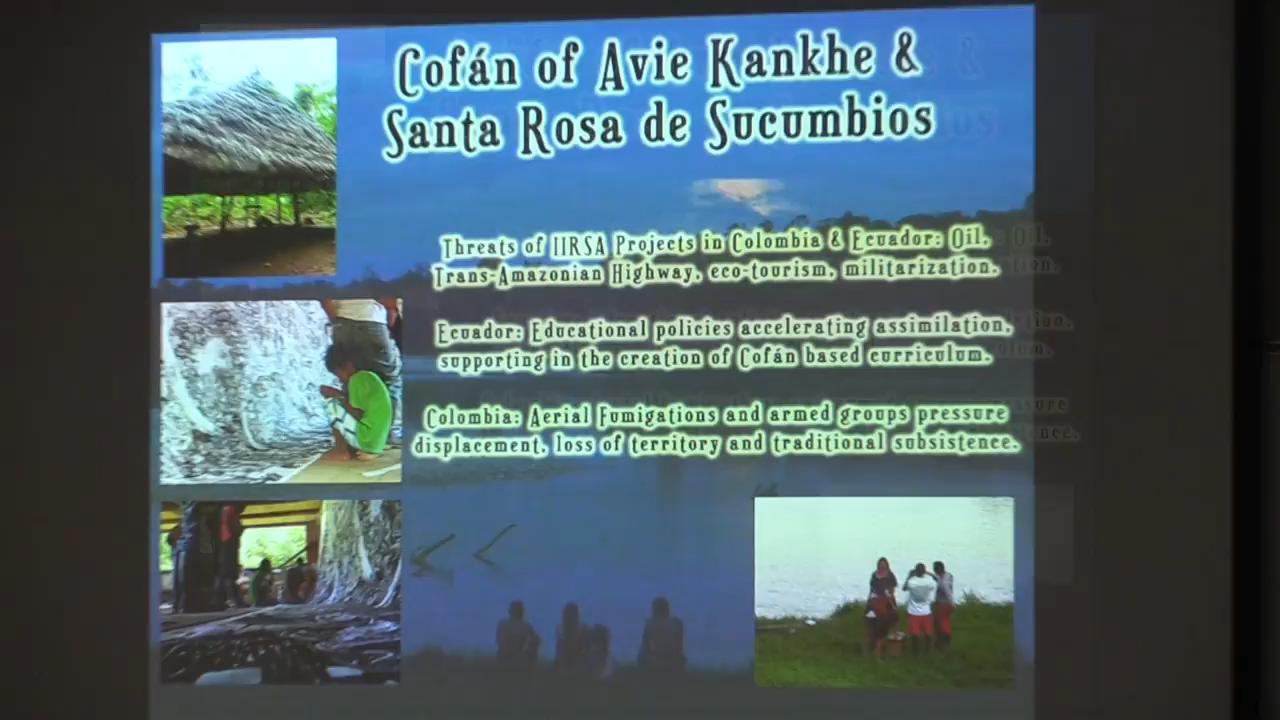 Cofán of Avie Kankhe &
Santa Rosa de Sucumbios
Threats of IIRSA Projects in Colombia & Ecuador: Oil,
Trans-Amazonian Highway, eco-tourism, militarization.
Ecuador: Educational policies accelerating assimilation,
supporting in the creation of Cofán based curriculum.
Colombia: Aerial Fumigations and armed groups pressure
displacement, loss of territory and traditional subsistence.